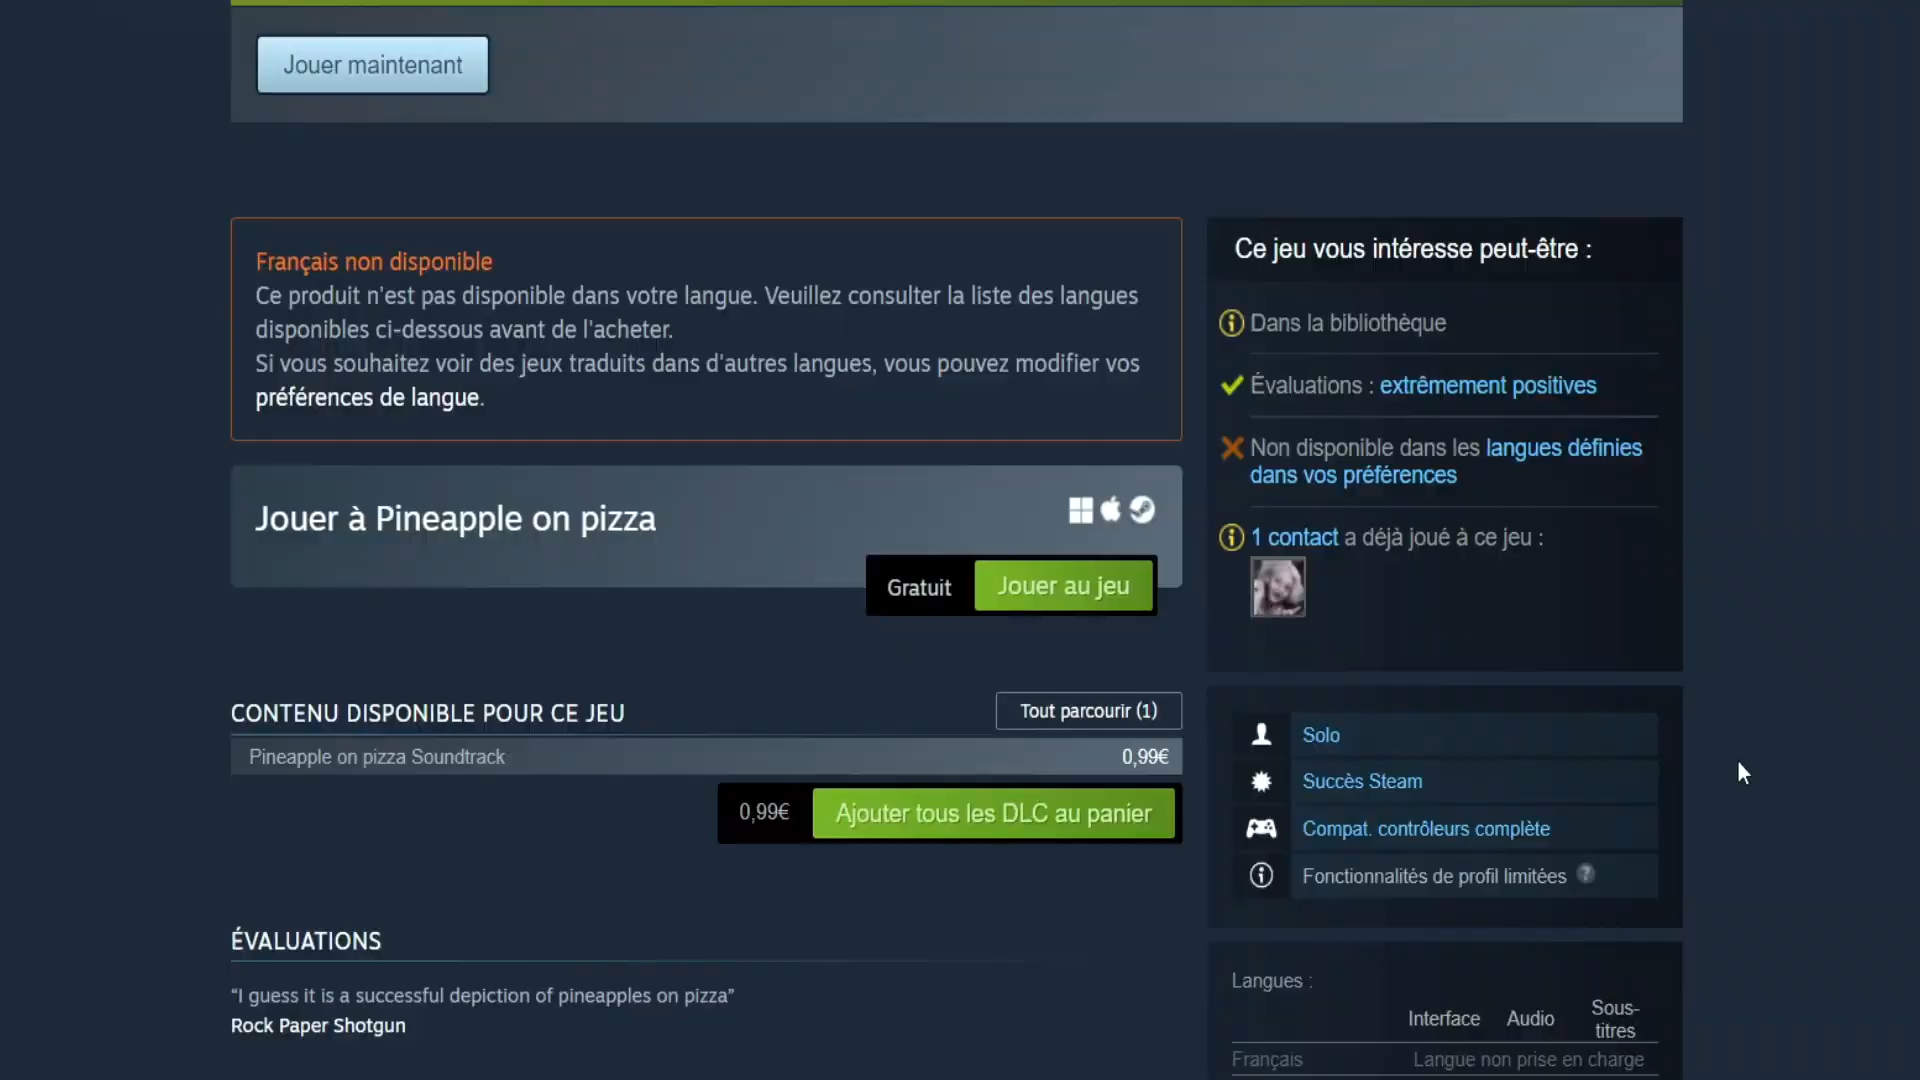 Jouer maintenant
Français non disponible
Ce produit n'est pas disponible dans votre langue. Veuillez consulter la liste des langues
disponibles ci-dessous avant de l'acheter.
Si vous souhaitez voir des jeux traduits dans d'autres langues, vous pouvez modifier vos
préférences de langue.
Jouer à Pineapple on pizza
Gratuit
Jouer au jeu
CONTENU DISPONIBLE POUR CE JEU
Tout parcourir (1)
Pineapple on pizza Soundtrack
0,99€
0,99€
Ajouter tous les DLC au panier
ÉVALUATIONS
“I guess it is a successful depiction of pineapples on pizza”
Rock Paper Shotgun
Ce jeu vous intéresse peut-être :
Dans la bibliothèque
Évaluations : extrêmement positives
Non disponible dans les langues définies
dans vos préférences
1 contact a déjà joué à ce jeu :
Solo
Succès Steam
Compat. contrôleurs complète
Fonctionnalités de profil limitées ?
Langues :
Interface
Audio
Sous-
titres
Français
Langue non prise en charge